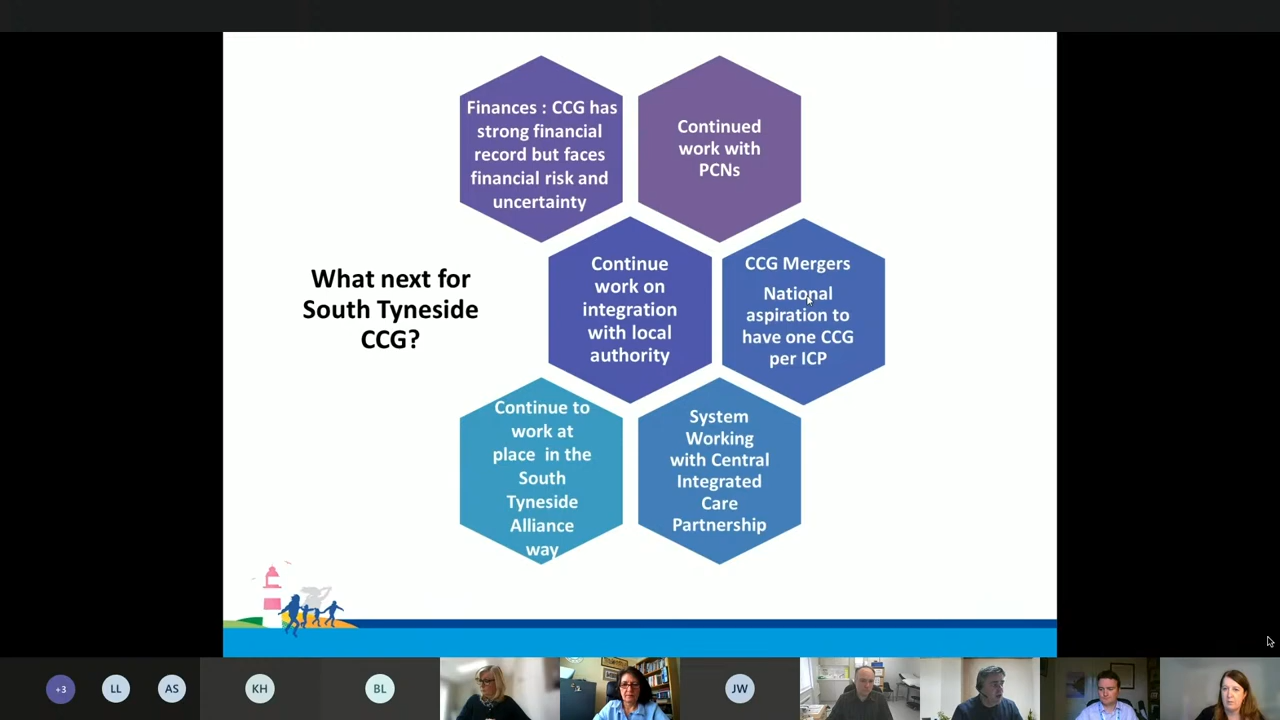 Finances : CCG has
strong financial
record but faces
financial risk and
uncertainty
Continued
work with
PCNs
What next for
South Tyneside
CCG?
Continue
work on
integration
with local
authority
CCG Mergers
National
aspiration to
have one CCG
per ICP
Continue to
work at
place in the
South
Tyneside
Alliance
way
System
Working
with Central
Integrated
Care
Partnership
+3
LL
AS
KH
BL
JW